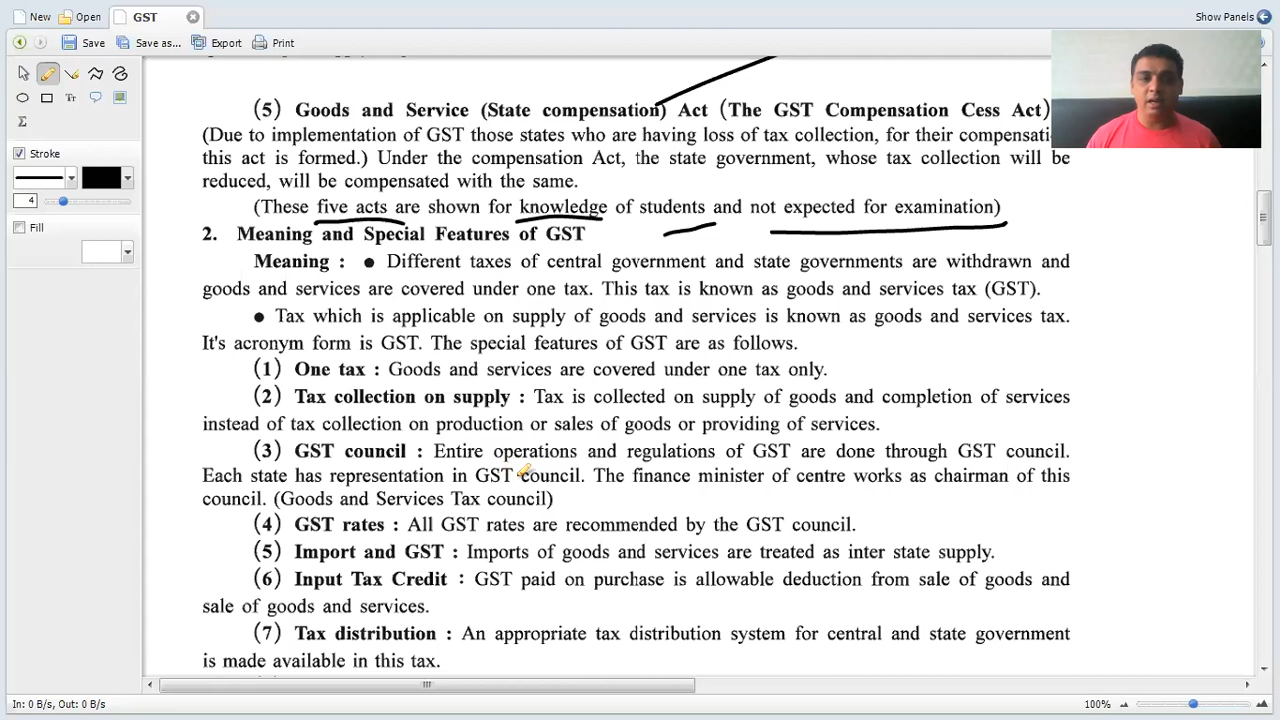 New Open GST Show Panels
Save Save as... Export Print
(5) Goods and Service (State compensation) Act (The GST Compensation Cess Act)
(Due to implementation of GST those states who are having loss of tax collection, for their
this act is formed.) Under the compensation Act, the state government, whose tax collection will be
reduced, will be compensated with the same.
(These five acts are shown for knowledge of students and not expected for examination)
2. Meaning and Special Features of GST
Meaning : ● Different taxes of central government and state governments are withdrawn and
goods and services are covered under one tax. This tax is known as goods and services tax (GST).
● Tax which is applicable on supply of goods and services is known as goods and services tax.
It's acronym form is GST. The special features of GST are as follows.
(1) One tax : Goods and services are covered under one tax only.
(2) Tax collection on supply : Tax is collected on supply of goods and completion of services
instead of tax collection on production or sales of goods or providing of services.
(3) GST council : Entire operations and regulations of GST are done through GST council.
Each state has representation in GST council. The finance minister of centre works as chairman of this
council. (Goods and Services Tax council)
(4) GST rates : All GST rates are recommended by the GST council.
(5) Import and GST : Imports of goods and services are treated as inter state supply.
(6) Input Tax Credit : GST paid on purchase is allowable deduction from sale of goods and
sale of goods and services.
(7) Tax distribution : An appropriate tax distribution system for central and state government
is made available in this tax.
Stroke
4
Fill
In: 0 B/s, Out: 0 B/s 100%